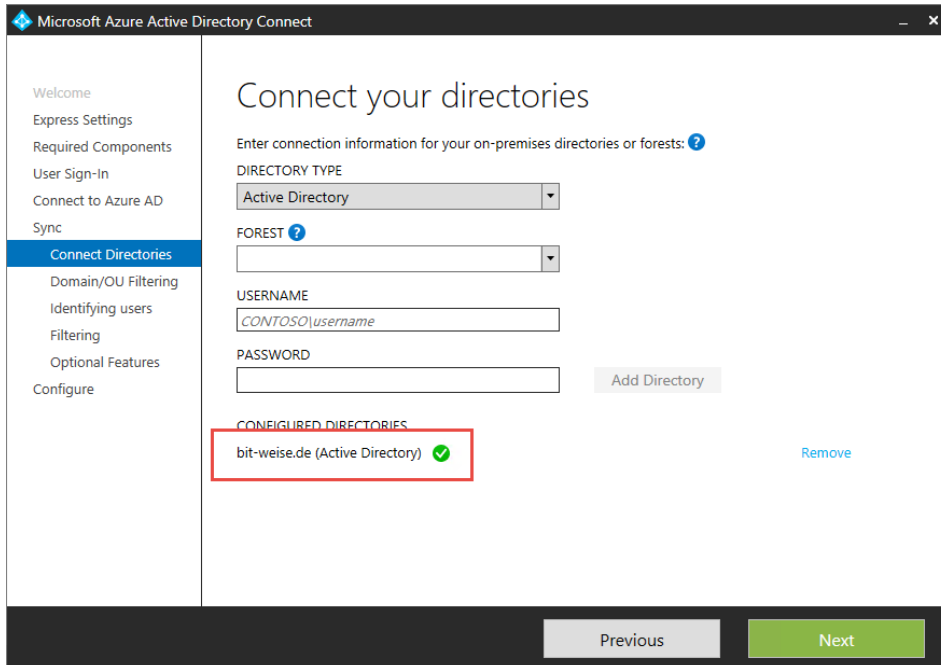 Microsoft Azure Active Directory Connect
Welcome
Express Settings
Required Components
User Sign-In
Connect to Azure AD
Sync
Connect Directories
Domain/OU Filtering
Identifying users
Filtering
Optional Features
Configure
Connect your directories
Enter connection information for your on-premises directories or forests: ?
DIRECTORY TYPE
Active Directory
FOREST ?
USERNAME
CONTOSO\username
PASSWORD
Add Directory
CONFIGURED DIRECTORIES
bit-weise.de (Active Directory)
Remove
Previous
Next